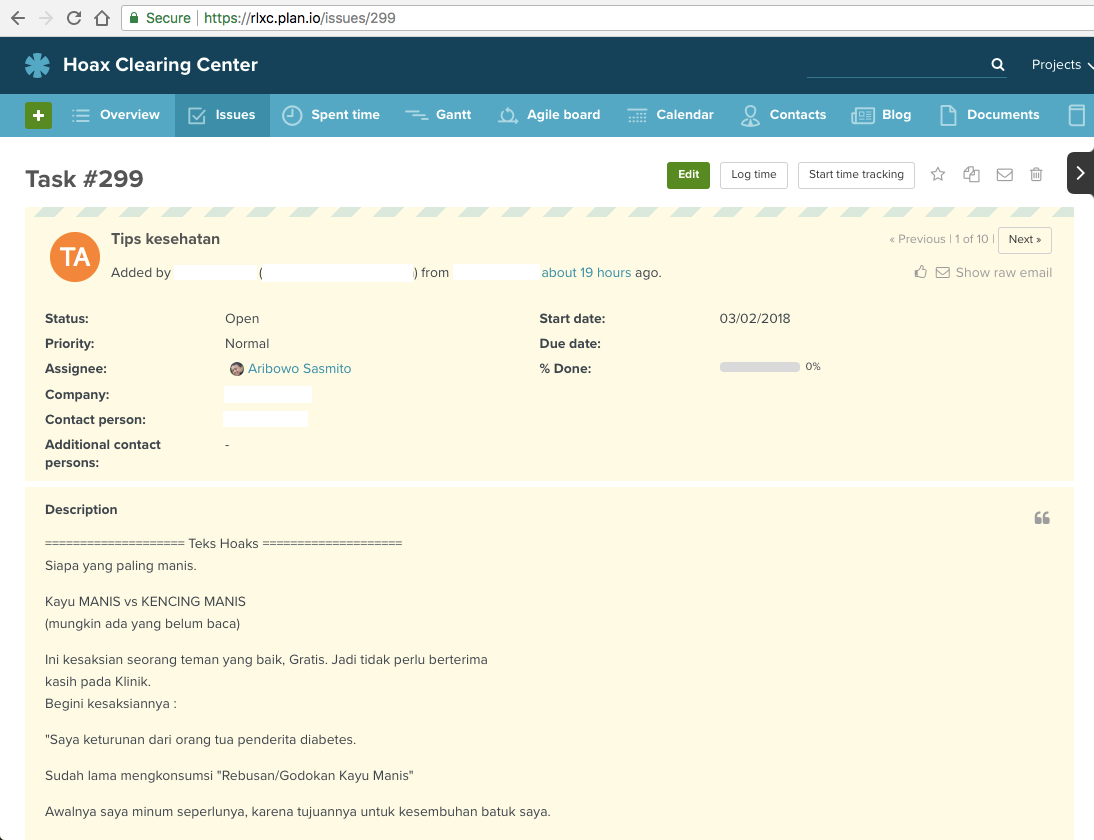 Secure | https://rlxc.plan.io/issues/299
Hoax Clearing Center
Projects
+ Overview Issues Spent time Gantt Agile board Calendar Contacts Blog Documents
Task #299
Edit Log time Start time tracking
TA
Tips kesehatan
« Previous | 1 of 10 | Next »
Added by ( ) from about 19 hours ago.
Show raw email
Status: Open
Start date: 03/02/2018
Priority: Normal
Due date:
Assignee: Aribowo Sasmito
% Done: 0%
Company:
Contact person:
Additional contact
persons: -
Description
==================== Teks Hoaks ====================
Siapa yang paling manis.
Kayu MANIS vs KENCING MANIS
(mungkin ada yang belum baca)
Ini kesaksian seorang teman yang baik, Gratis. Jadi tidak perlu berterima
kasih pada Klinik.
Begini kesaksiannya :
"Saya keturunan dari orang tua penderita diabetes.
Sudah lama mengkonsumsi "Rebusan/Godokan Kayu Manis"
Awalnya saya minum seperlunya, karena tujuannya untuk kesembuhan batuk saya.